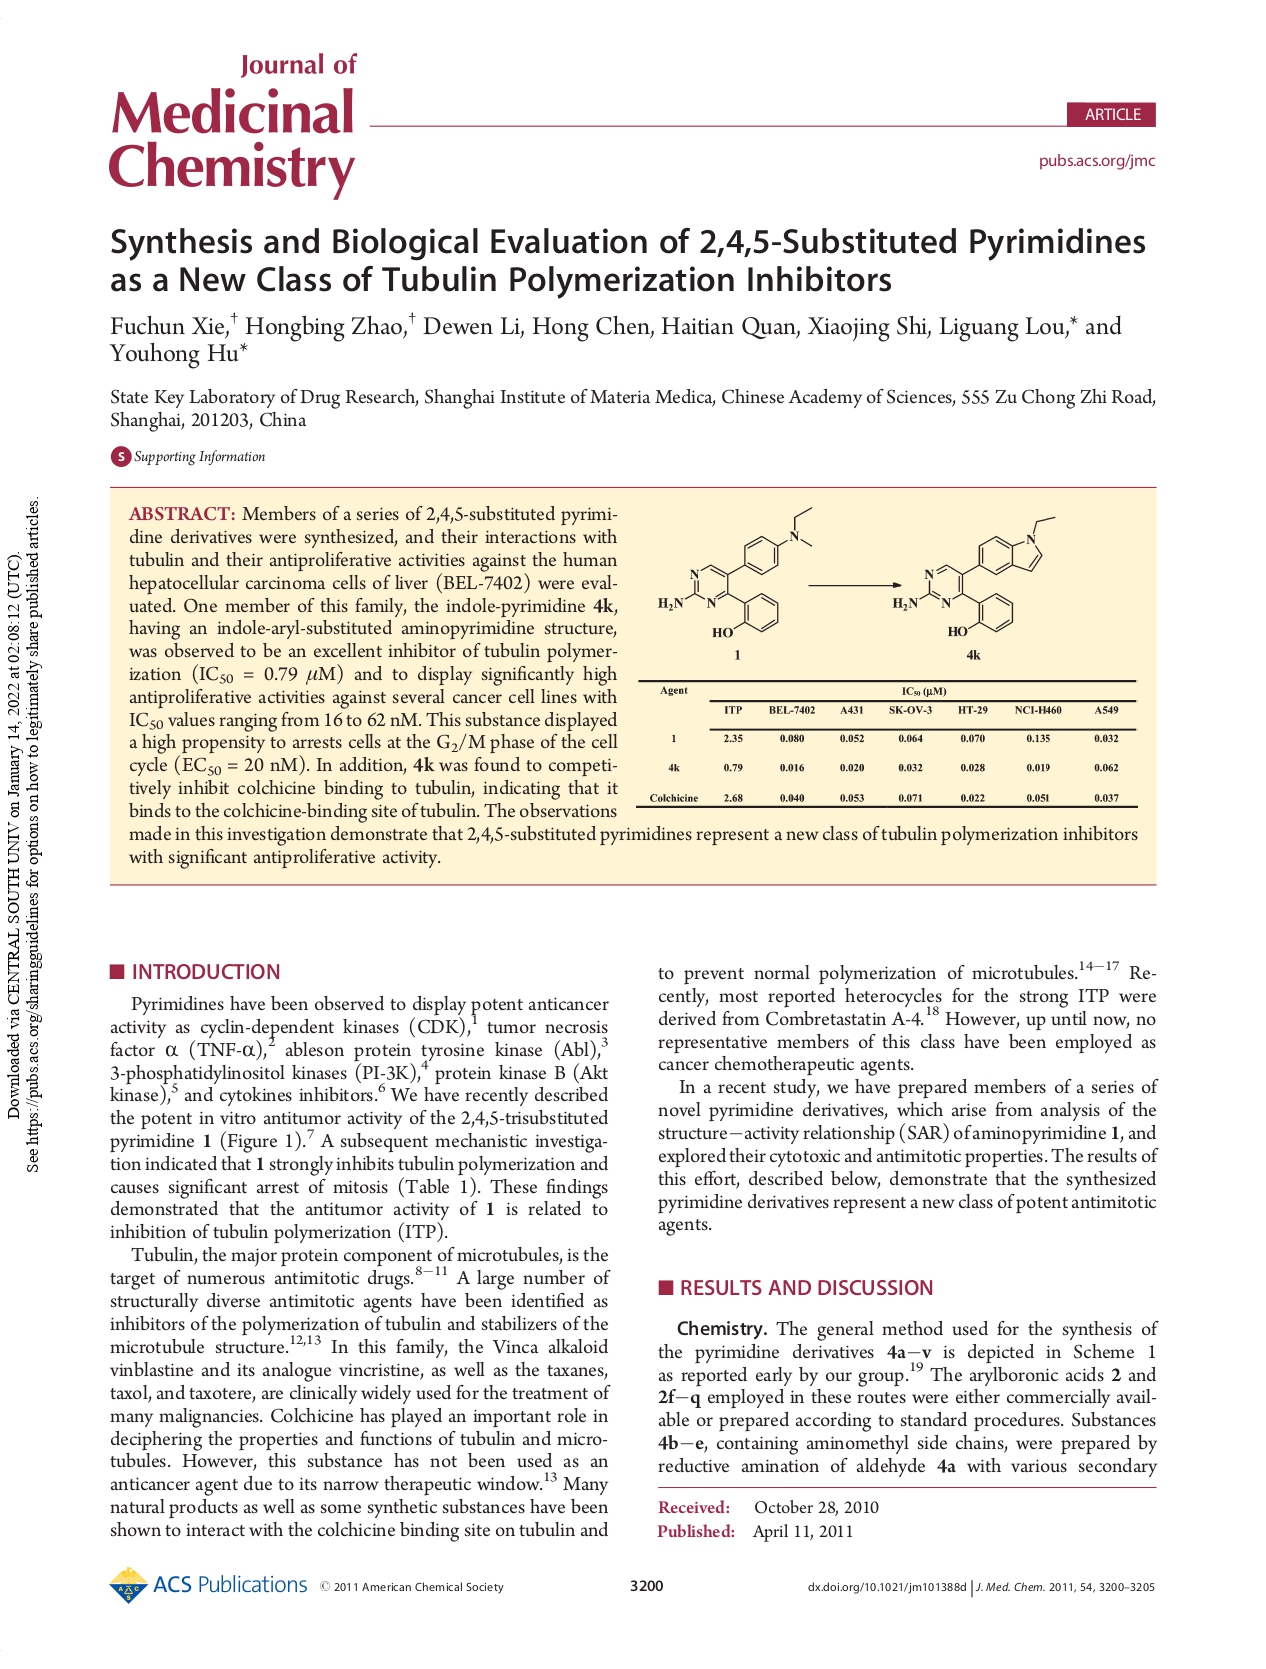 Journal of
Medicinal
Chemistry
ARTICLE
pubs.acs.org/jmc
Synthesis and Biological Evaluation of 2,4,5-Substituted Pyrimidines
as a New Class of Tubulin Polymerization Inhibitors
Fuchun Xie,† Hongbing Zhao,† Dewen Li, Hong Chen, Haitian Quan, Xiaojing Shi, Liguang Lou,* and
Youhong Hu*
State Key Laboratory of Drug Research, Shanghai Institute of Materia Medica, Chinese Academy of Sciences, 555 Zu Chong Zhi Road,
Shanghai, 201203, China
S Supporting Information
ABSTRACT: Members of a series of 2,4,5-substituted pyrimi-
dine derivatives were synthesized, and their interactions with
tubulin and their antiproliferative activities against the human
hepatocellular carcinoma cells of liver (BEL-7402) were eval-
uated. One member of this family, the indole-pyrimidine 4k,
having an indole-aryl-substituted aminopyrimidine structure,
was observed to be an excellent inhibitor of tubulin polymer-
ization (IC50 = 0.79 μM) and to display significantly high
antiproliferative activities against several cancer cell lines with
IC50 values ranging from 16 to 62 nM. This substance displayed
a high propensity to arrests cells at the G2/M phase of the cell
cycle (EC50 = 20 nM). In addition, 4k was found to competi-
tively inhibit colchicine binding to tubulin, indicating that it
binds to the colchicine-binding site of tubulin. The observations
made in this investigation demonstrate that 2,4,5-substituted pyrimidines represent a new class of tubulin polymerization inhibitors
with significant antiproliferative activity.
N
N
N
H2N
HO
1
N
N
N
H2N
HO
4k
Agent IC50 (μM)
ITP BEL-7402 A431 SK-OV-3 HT-29 NCI-H460 A549
1 2.35 0.080 0.052 0.064 0.070 0.135 0.032
4k 0.79 0.016 0.020 0.032 0.028 0.019 0.062
Colchicine 2.68 0.040 0.053 0.071 0.022 0.051 0.037
INTRODUCTION
Pyrimidines have been observed to display potent anticancer
activity as cyclin-dependent kinases (CDK),1 tumor necrosis
factor α (TNF-α),2 ableson protein tyrosine kinase (Abl),3
3-phosphatidylinositol kinases (PI-3K),4 protein kinase B (Akt
kinase),5 and cytokines inhibitors.6 We have recently described
the potent in vitro antitumor activity of the 2,4,5-trisubstituted
pyrimidine 1 (Figure 1).7 A subsequent mechanistic investiga-
tion indicated that 1 strongly inhibits tubulin polymerization and
causes significant arrest of mitosis (Table 1). These findings
demonstrated that the antitumor activity of 1 is related to
inhibition of tubulin polymerization (ITP).
Tubulin, the major protein component of microtubules, is the
target of numerous antimitotic drugs.8−11 A large number of
structurally diverse antimitotic agents have been identified as
inhibitors of the polymerization of tubulin and stabilizers of the
microtubule structure.12,13 In this family, the Vinca alkaloid
vinblastine and its analogue vincristine, as well as the taxanes,
taxol, and taxotere, are clinically widely used for the treatment of
many malignancies. Colchicine has played an important role in
deciphering the properties and functions of tubulin and micro-
tubules. However, this substance has not been used as an
anticancer agent due to its narrow therapeutic window.13 Many
natural products as well as some synthetic substances have been
shown to interact with the colchicine binding site on tubulin and
to prevent normal polymerization of microtubules.14−17 Re-
cently, most reported heterocycles for the strong ITP were
derived from Combretastatin A-4.18 However, up until now, no
representative members of this class have been employed as
cancer chemotherapeutic agents.
In a recent study, we have prepared members of a series of
novel pyrimidine derivatives, which arise from analysis of the
structure−activity relationship (SAR) of aminopyrimidine 1, and
explored their cytotoxic and antimitotic properties. The results of
this effort, described below, demonstrate that the synthesized
pyrimidine derivatives represent a new class of potent antimitotic
agents.
RESULTS AND DISCUSSION
Chemistry. The general method used for the synthesis of
the pyrimidine derivatives 4a−v is depicted in Scheme 1
as reported early by our group.19 The arylboronic acids 2 and
2f−q employed in these routes were either commercially avail-
able or prepared according to standard procedures. Substances
4b−e, containing aminomethyl side chains, were prepared by
reductive amination of aldehyde 4a with various secondary
Received: October 28, 2010
Published: April 11, 2011
ACS Publications © 2011 American Chemical Society
3200
dx.doi.org/10.1021/jm101388d | J. Med. Chem. 2011, 54, 3200–3205
Downloaded via CENTRAL SOUTH UNIV on January 14, 2022 at 02:08:12 (UTC).
See https://pubs.acs.org/sharingguidelines for options on how to legitimately share published articles.